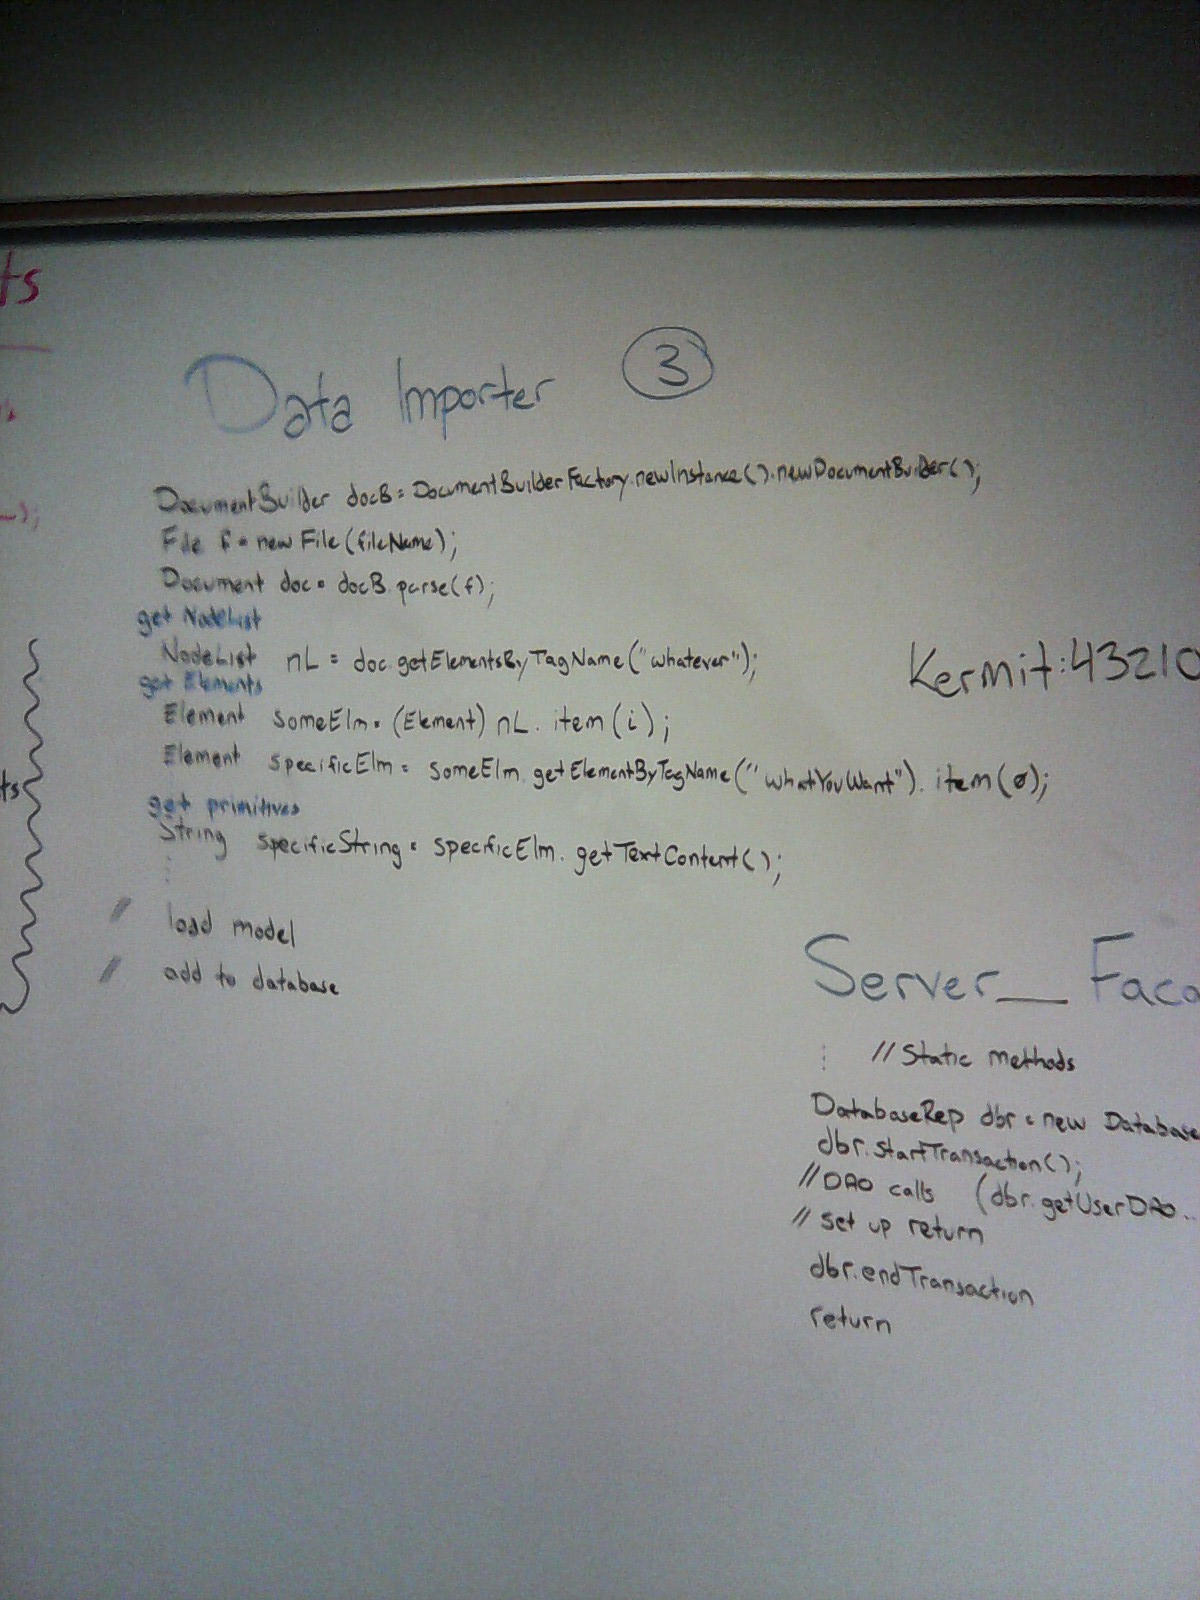 ts
Data Importer 3
DocumentBuilder docB = DocumentBuilderFactory.newInstance().newDocumentBuilder();
File f = new File(fileName);
Document doc = docB.parse(f);
get NodeList
NodeList nL = doc.getElementsByTagName("whatever");
get Elements
Element someElm = (Element) nL.item(i);
Element specificElm = someElm.getElementByTagName("whatYouWant").item(0);
get primitives
String specificString = specificElm.getTextContent();
load model
add to database
);
ts
Kermit:43210
Server_ Faca
// Static methods
DatabaseRep dbr = new Database
dbr.startTransaction();
// DAO calls (dbr.getUserDAO..
// set up return
dbr.endTransaction
return